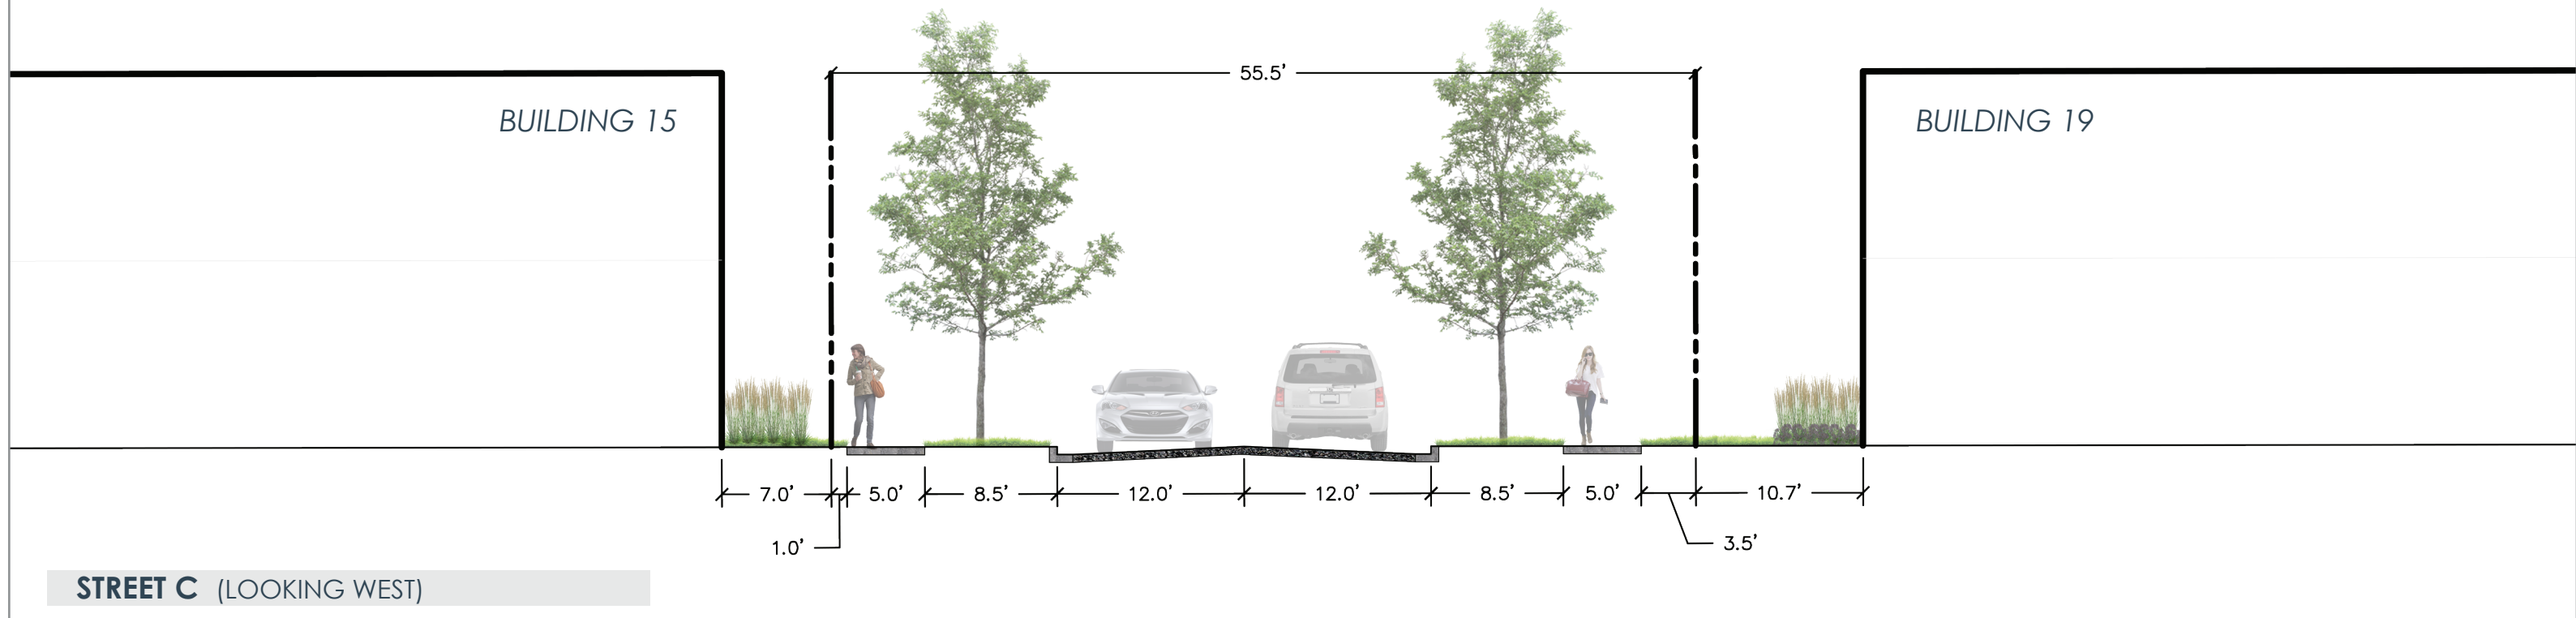 55.5’
BUILDING 15
BUILDING 19
7.0’ 5.0’ 8.5’ 12.0’ 12.0’ 8.5’ 5.0’ 10.7’
1.0’ 3.5’
STREET C (LOOKING WEST)